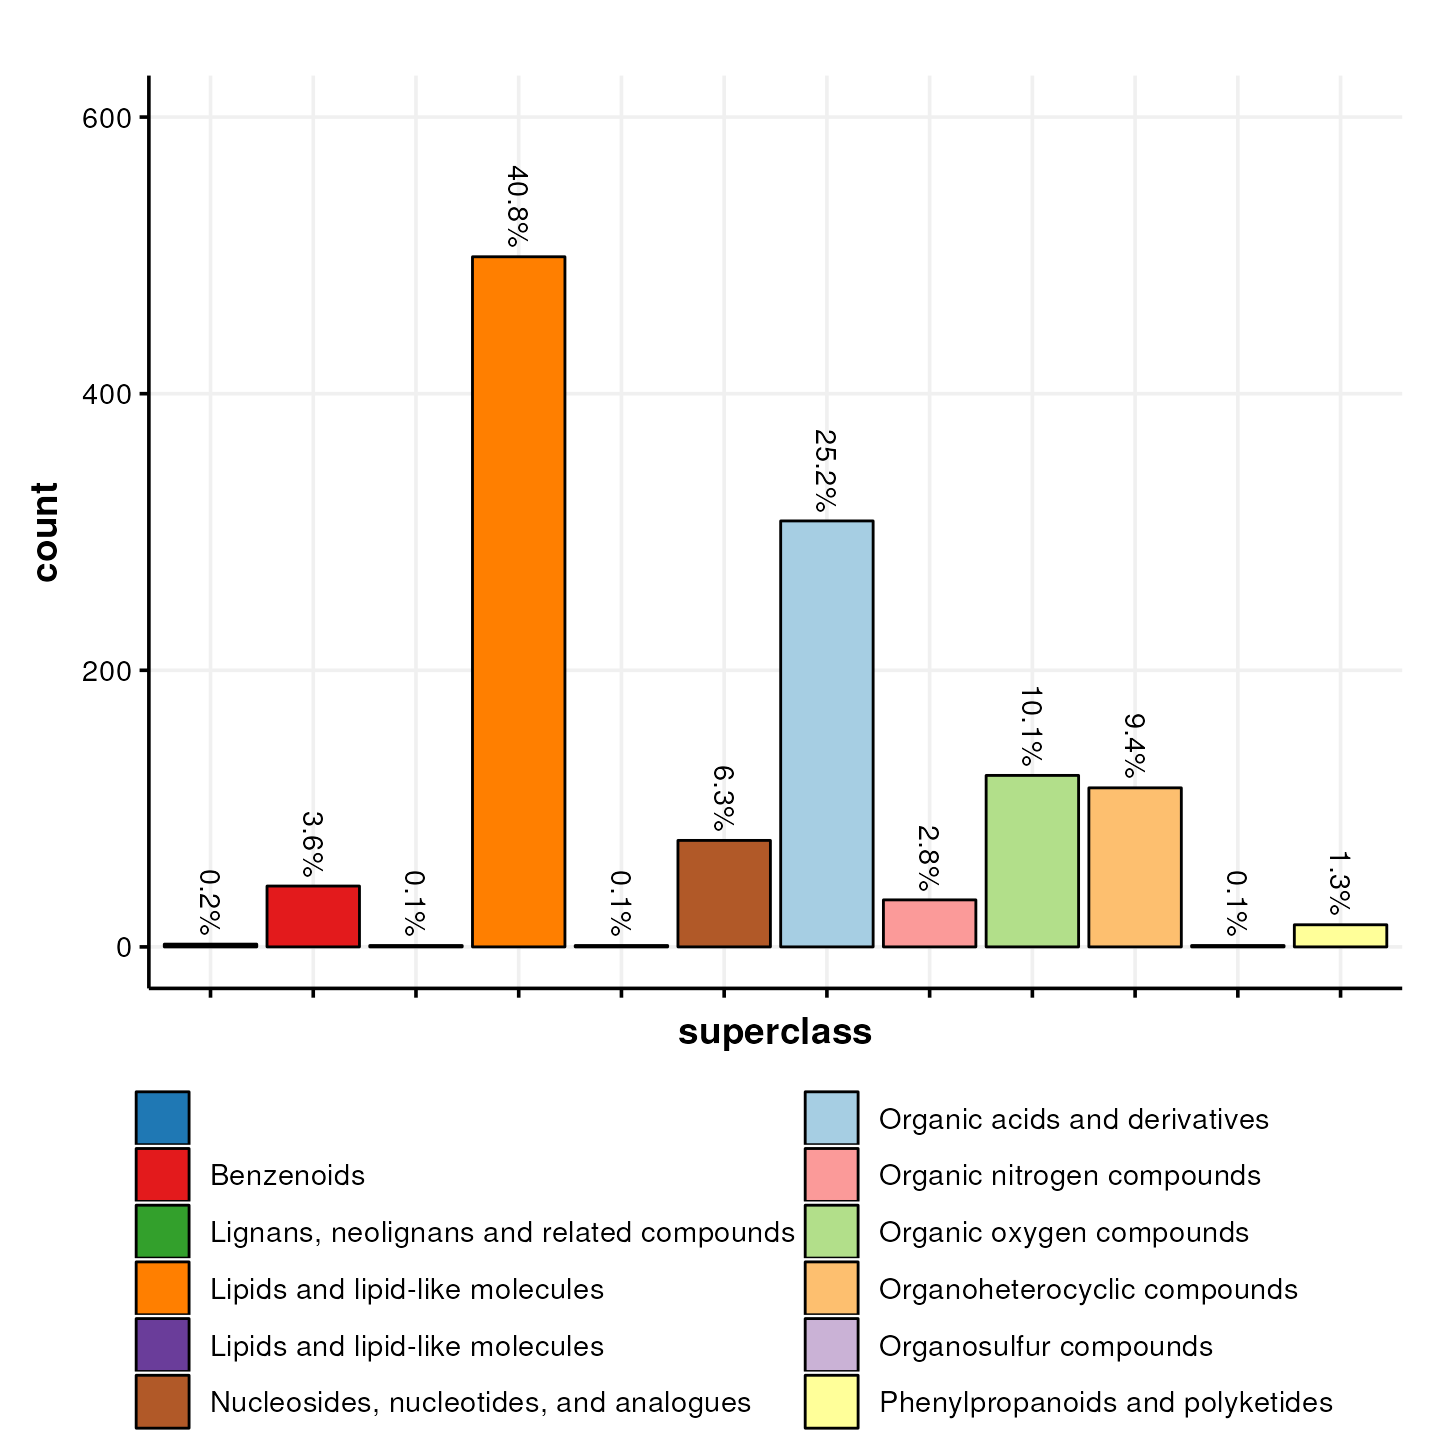 600
400
200
0
count
0.2%
3.6%
0.1%
40.8%
0.1%
6.3%
25.2%
2.8%
10.1%
9.4%
0.1%
1.3%
superclass
Benzenoids
Lignans, neolignans and related compounds
Lipids and lipid-like molecules
Lipids and lipid-like molecules
Nucleosides, nucleotides, and analogues
Organic acids and derivatives
Organic nitrogen compounds
Organic oxygen compounds
Organoheterocyclic compounds
Organosulfur compounds
Phenylpropanoids and polyketides